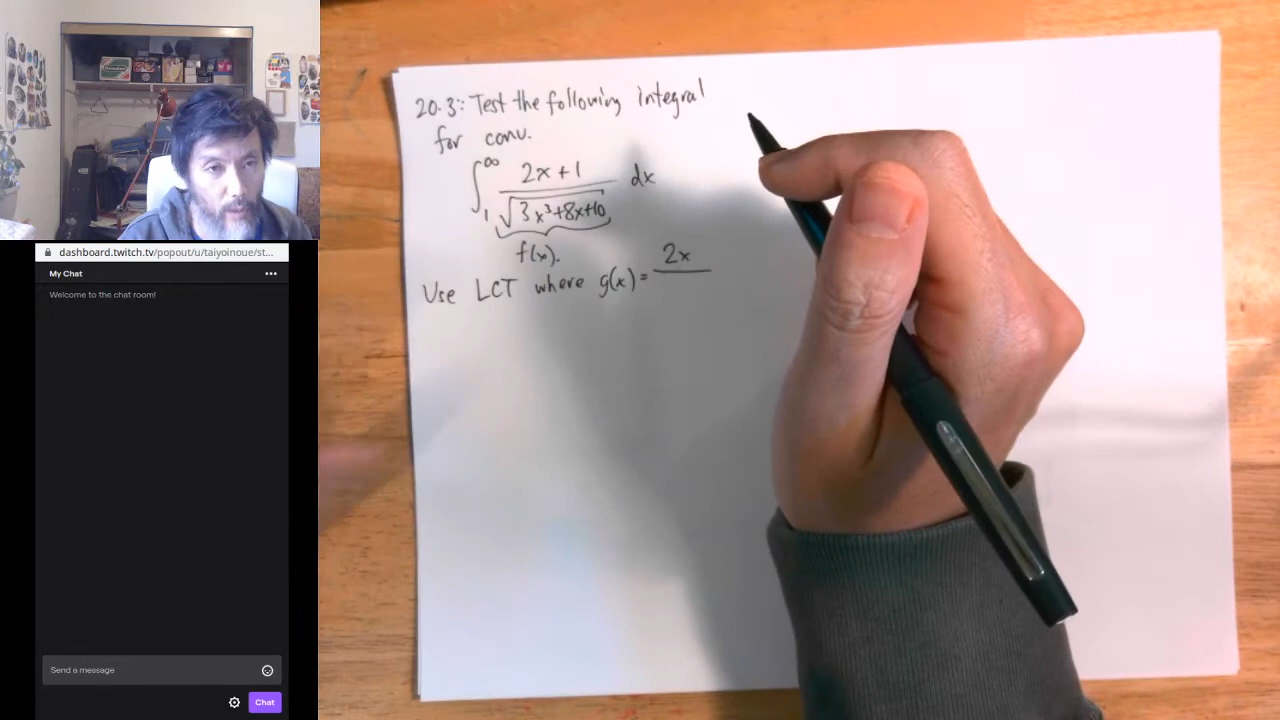 dashboard.twitch.tv/popout/u/taiyoinoue/st...
My Chat
Welcome to the chat room!
Send a message
Chat
20.3: Test the following integral
for conv.
∫₁^∞ (2x+1)/√(3x³+8x+10) dx
f(x).
Use LCT where g(x) = 2x/